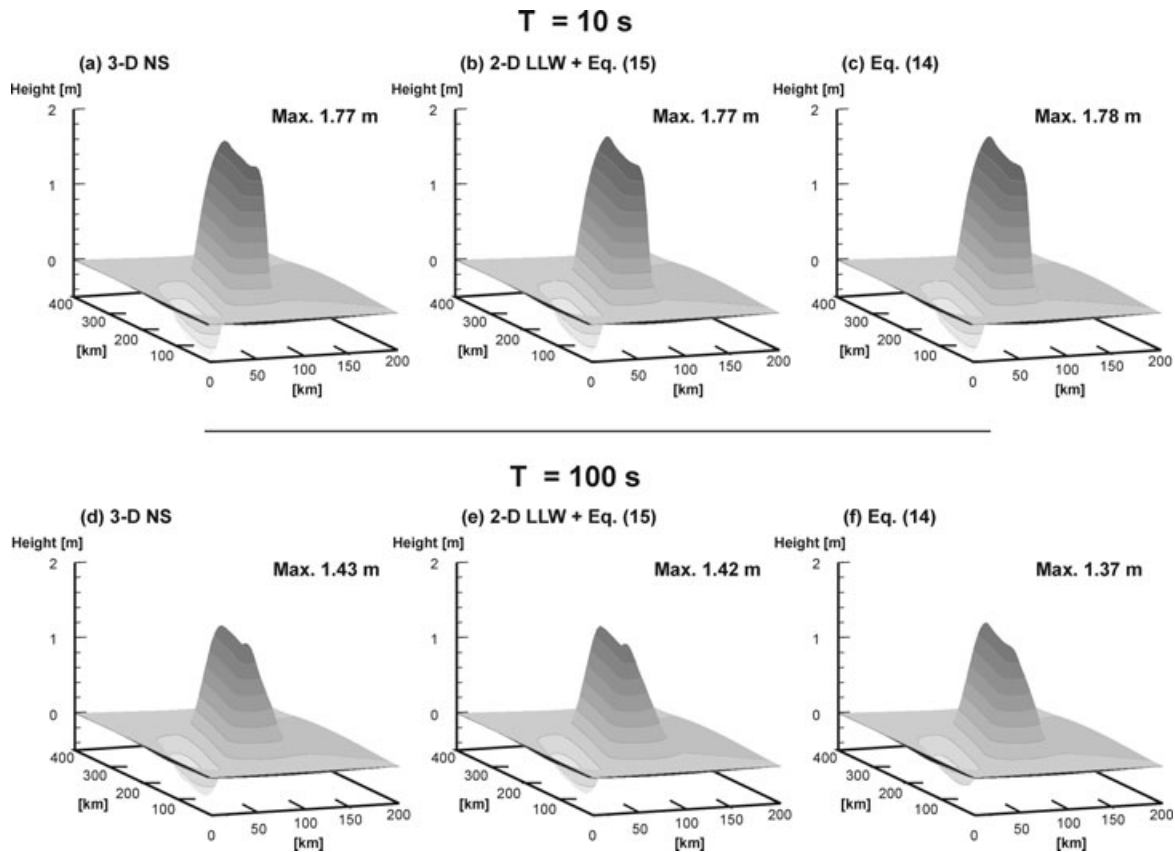 T = 10 s
(a) 3-D NS
(b) 2-D LLW + Eq. (15)
(c) Eq. (14)
Height [m]
Height [m]
Height [m]
2
2
2
Max. 1.77 m
Max. 1.77 m
Max. 1.78 m
1
1
1
0
0
0
400
400
400
300
300
300
200
200
200
[km]
[km]
[km]
100
100
100
0
50
100
150
200
0
50
100
150
200
0
50
100
150
200
[km]
[km]
[km]
T = 100 s
(d) 3-D NS
(e) 2-D LLW + Eq. (15)
(f) Eq. (14)
Height [m]
Height [m]
Height [m]
2
2
2
Max. 1.43 m
Max. 1.42 m
Max. 1.37 m
1
1
1
0
0
0
400
400
400
300
300
300
200
200
200
[km]
[km]
[km]
100
100
100
0
50
100
150
200
0
50
100
150
200
0
50
100
150
200
[km]
[km]
[km]